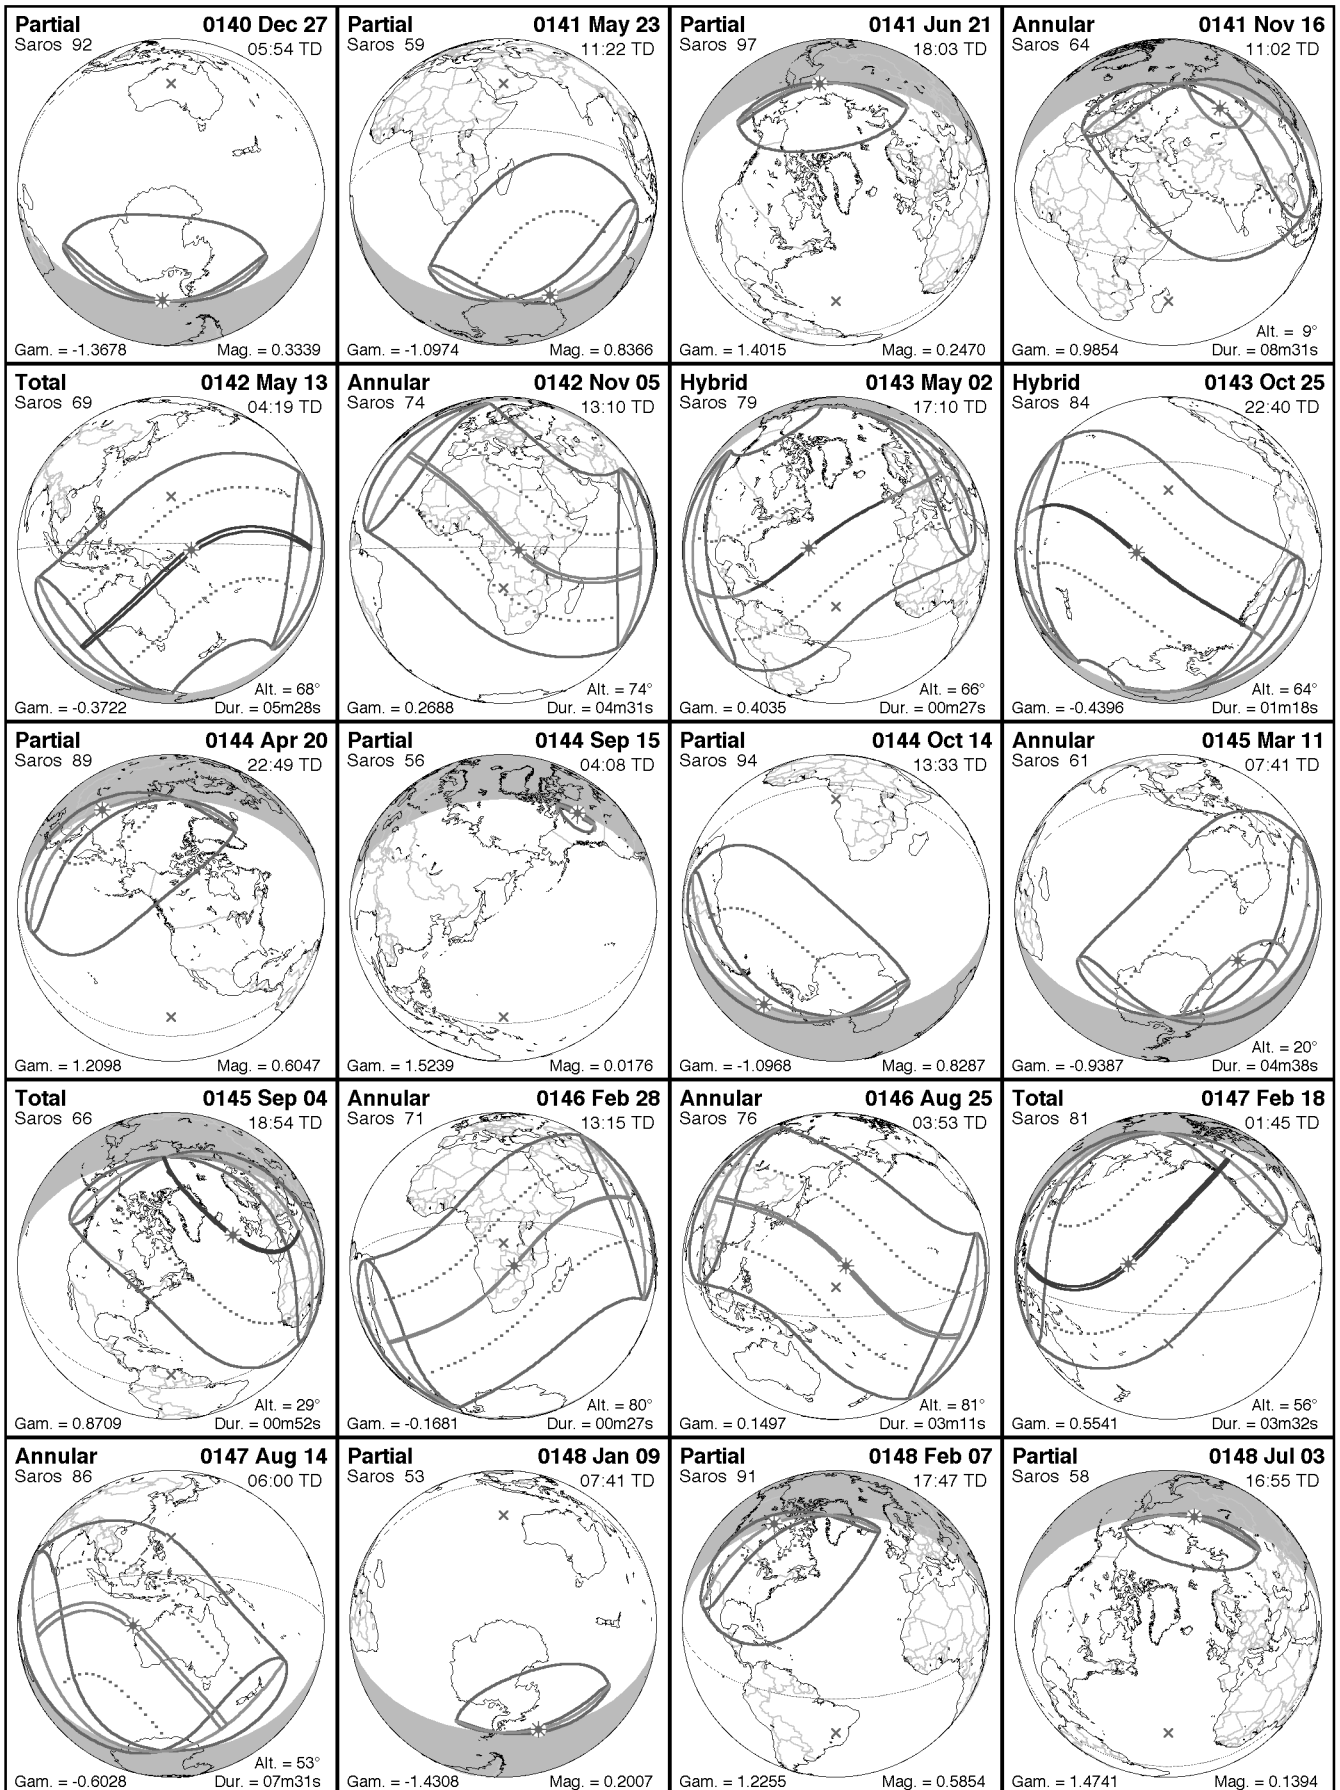 Partial 0140 Dec 27
Saros 92 05:54 TD
Gam. = -1.3678 Mag. = 0.3339
Partial 0141 May 23
Saros 59 11:22 TD
Gam. = -1.0974 Mag. = 0.8366
Partial 0141 Jun 21
Saros 97 18:03 TD
Gam. = 1.4015 Mag. = 0.2470
Annular 0141 Nov 16
Saros 64 11:02 TD
Alt. = 9°
Gam. = 0.9854 Dur. = 08m31s
Total 0142 May 13
Saros 69 04:19 TD
Alt. = 68°
Gam. = -0.3722 Dur. = 05m28s
Annular 0142 Nov 05
Saros 74 13:10 TD
Alt. = 74°
Gam. = 0.2688 Dur. = 04m31s
Hybrid 0143 May 02
Saros 79 17:10 TD
Alt. = 66°
Gam. = 0.4035 Dur. = 00m27s
Hybrid 0143 Oct 25
Saros 84 22:40 TD
Alt. = 64°
Gam. = -0.4396 Dur. = 01m18s
Partial 0144 Apr 20
Saros 89 22:49 TD
Gam. = 1.2098 Mag. = 0.6047
Partial 0144 Sep 15
Saros 56 04:08 TD
Gam. = 1.5239 Mag. = 0.0176
Partial 0144 Oct 14
Saros 94 13:33 TD
Gam. = -1.0968 Mag. = 0.8287
Annular 0145 Mar 11
Saros 61 07:41 TD
Alt. = 20°
Gam. = -0.9387 Dur. = 04m38s
Total 0145 Sep 04
Saros 66 18:54 TD
Alt. = 29°
Gam. = 0.8709 Dur. = 00m52s
Annular 0146 Feb 28
Saros 71 13:15 TD
Alt. = 80°
Gam. = -0.1681 Dur. = 00m27s
Annular 0146 Aug 25
Saros 76 03:53 TD
Alt. = 81°
Gam. = 0.1497 Dur. = 03m11s
Total 0147 Feb 18
Saros 81 01:45 TD
Alt. = 56°
Gam. = 0.5541 Dur. = 03m32s
Annular 0147 Aug 14
Saros 86 06:00 TD
Alt. = 53°
Gam. = -0.6028 Dur. = 07m31s
Partial 0148 Jan 09
Saros 53 07:41 TD
Gam. = -1.4308 Mag. = 0.2007
Partial 0148 Feb 07
Saros 91 17:47 TD
Gam. = 1.2255 Mag. = 0.5854
Partial 0148 Jul 03
Saros 58 16:55 TD
Gam. = 1.4741 Mag. = 0.1394